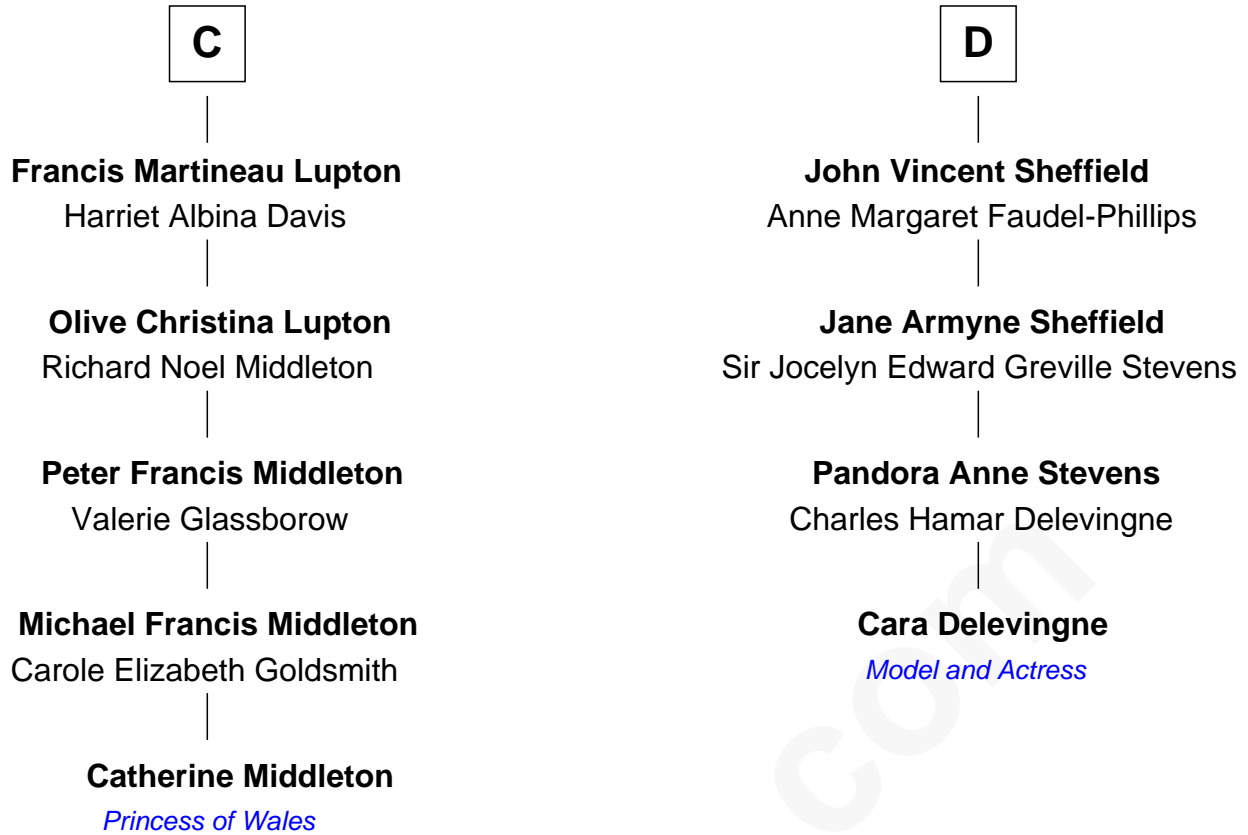 C
Francis Martineau Lupton
Harriet Albina Davis
Olive Christina Lupton
Richard Noel Middleton
Peter Francis Middleton
Valerie Glassborow
Michael Francis Middleton
Carole Elizabeth Goldsmith
Catherine Middleton
Princess of Wales
D
John Vincent Sheffield
Anne Margaret Faudel-Phillips
Jane Armyne Sheffield
Sir Jocelyn Edward Greville Stevens
Pandora Anne Stevens
Charles Hamar Delevingne
Cara Delevingne
Model and Actress
com